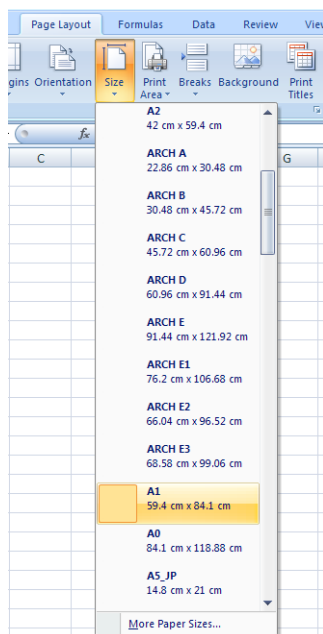 Page Layout Formulas Data Review Vie
gins Orientation Size Print Area Breaks Background Print Titles
fx
C G
A2
42 cm x 59.4 cm
ARCH A
22.86 cm x 30.48 cm
ARCH B
30.48 cm x 45.72 cm
ARCH C
45.72 cm x 60.96 cm
ARCH D
60.96 cm x 91.44 cm
ARCH E
91.44 cm x 121.92 cm
ARCH E1
76.2 cm x 106.68 cm
ARCH E2
66.04 cm x 96.52 cm
ARCH E3
68.58 cm x 99.06 cm
A1
59.4 cm x 84.1 cm
A0
84.1 cm x 118.88 cm
A5_JP
14.8 cm x 21 cm
More Paper Sizes...